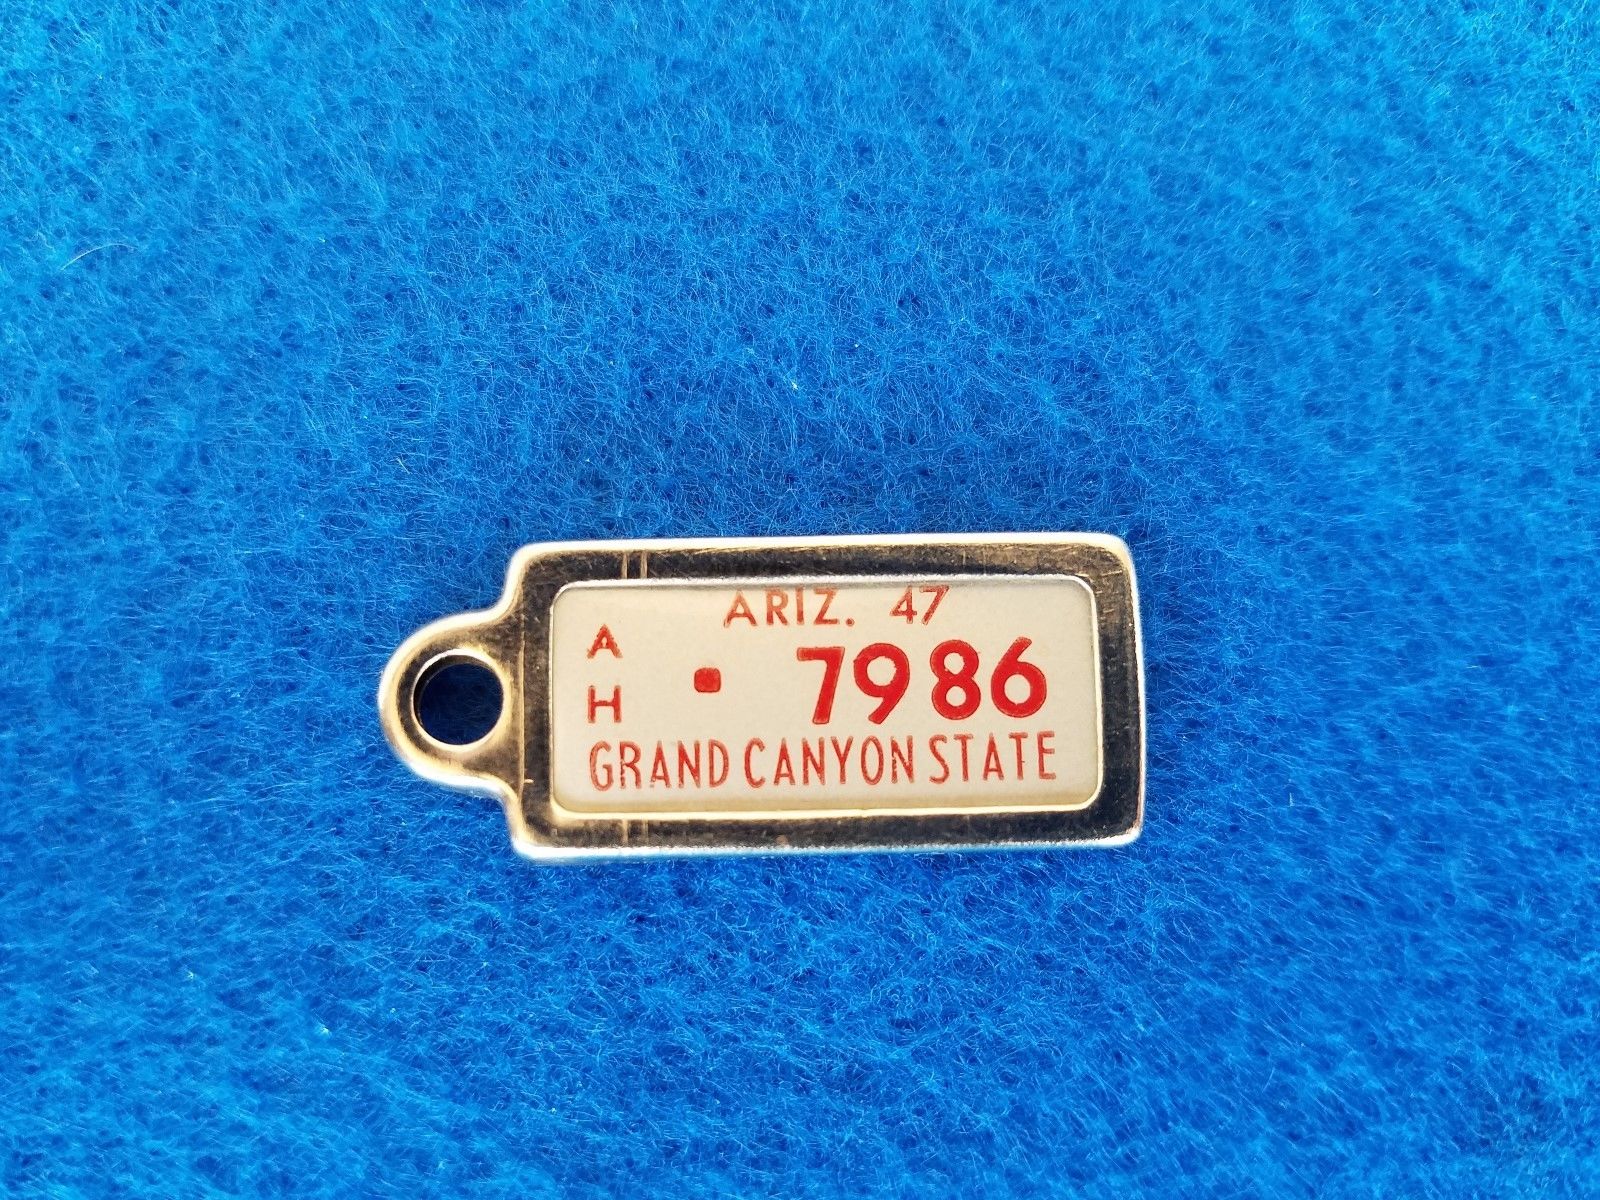 ARIZ. 47
A
H
▪ 7986
GRAND CANYON STATE